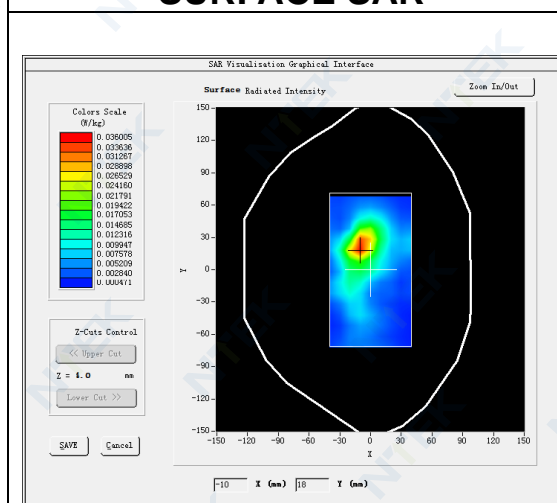 SURFACE SAR
SAR Visualisation Graphical Interface
Surface Radiated Intensity
Zoom In/Out
Colors Scale
(W/kg)
0.036005
0.033636
0.031267
0.028898
0.026529
0.024160
0.021791
0.019422
0.017053
0.014685
0.012316
0.009947
0.007578
0.005209
0.002840
0.000471
Z-Cuts Control
<< Upper Cut
Z = 4.0 mm
Lower Cut >>
SAVE
Cancel
150
120
90
60
30
0
-30
-60
-90
-120
-150
Y
-150 -120 -90 -60 -30 0 30 60 90 120 150
X
-10 X (mm) 18 Y (mm)
NTEK